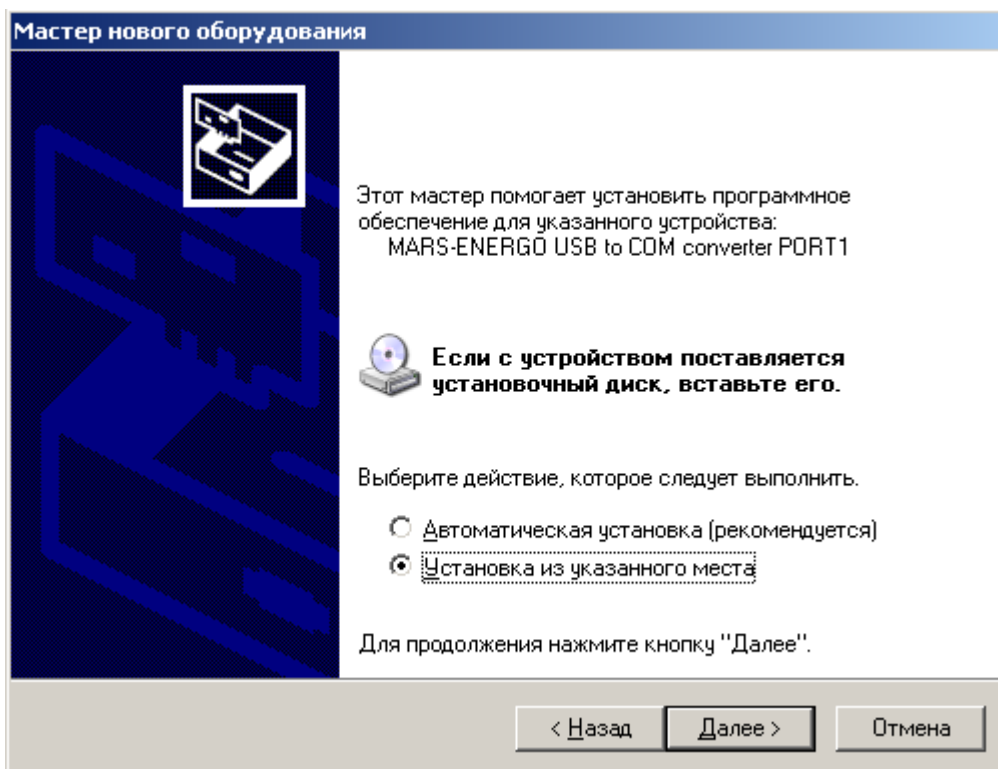 Мастер нового оборудования
Этот мастер помогает установить программное
обеспечение для указанного устройства:
MARS-ENERGO USB to COM converter PORT1
Если с устройством поставляется
установочный диск, вставьте его.
Выберите действие, которое следует выполнить.
Автоматическая установка (рекомендуется)
Установка из указанного места
Для продолжения нажмите кнопку "Далее".
< Назад
Далее >
Отмена